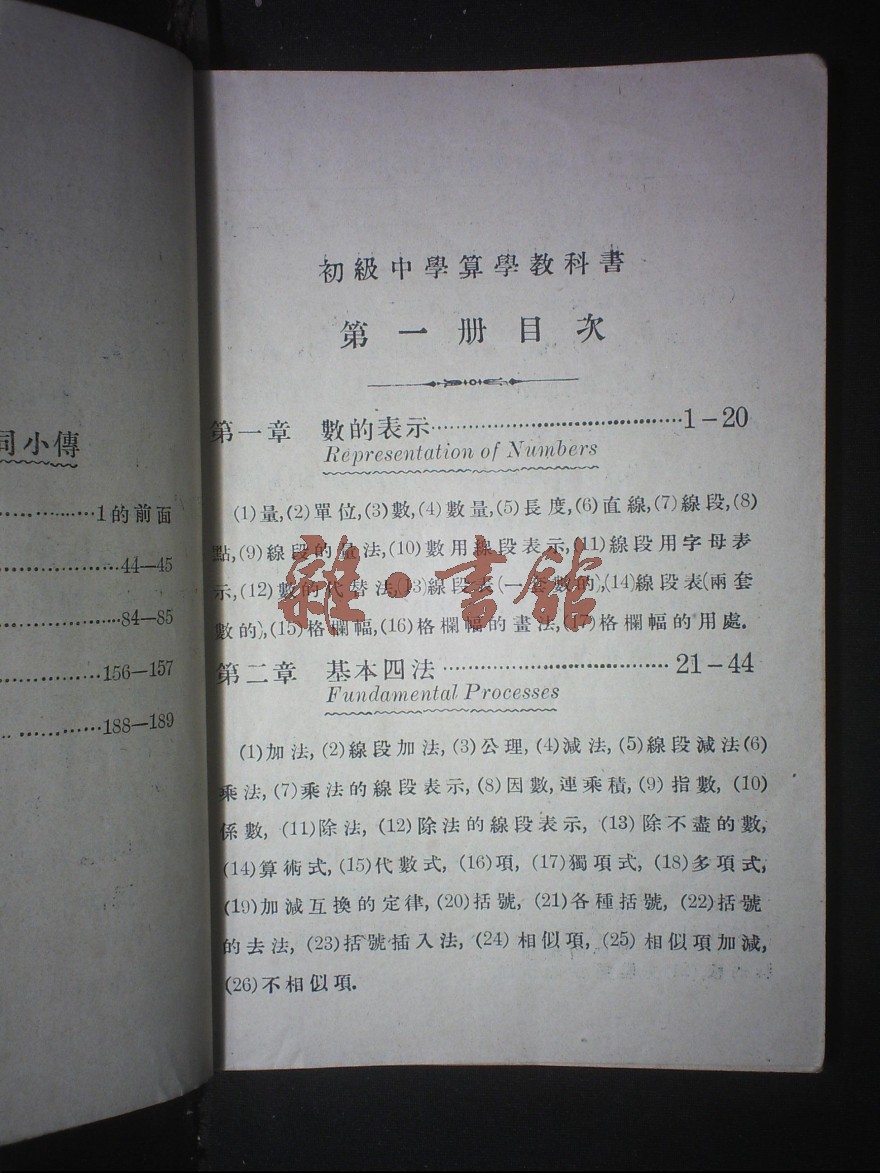 司小傳
1的前面
44—45
84—85
156—157
188—189
初級中學算學教科書
第一册目次
第一章 數的表示…………………………………1-20
Representation of Numbers
(1)量,(2)單位,(3)數,(4)數量,(5)長度,(6)直線,(7)線段,(8)
點,(9)線段的量法,(10)數用線段表示,(11)線段用字母表
示,(12)數的代替法,(13)線段表(一套數的),(14)線段表(兩套
數的),(15)格欄幅,(16)格欄幅的畫法,(17)格欄幅的用處.
第二章 基本四法………………………………21-44
Fundamental Processes
(1)加法,(2)線段加法,(3)公理,(4)減法,(5)線段減法(6)
乘法,(7)乘法的線段表示,(8)因數,連乘積,(9)指數,(10)
係數,(11)除法,(12)除法的線段表示,(13)除不盡的數,
(14)算術式,(15)代數式,(16)項,(17)獨項式,(18)多項式,
(19)加減互換的定律,(20)括號,(21)各種括號,(22)括號
的去法,(23)括號插入法,(24)相似項,(25)相似項加減,
(26)不相似項.
雜·書館